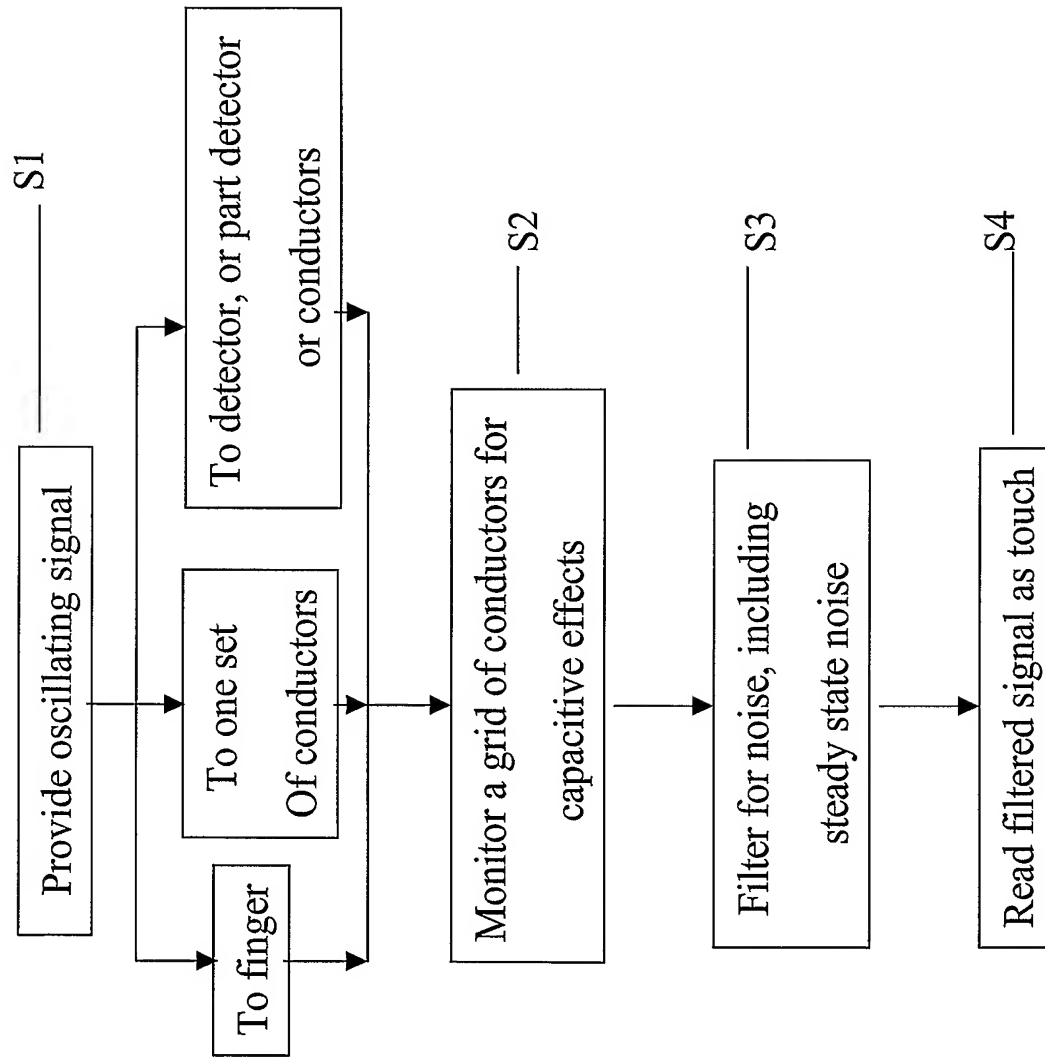 Provide oscillating signal
S1
To finger
To one set
Of conductors
To detector, or part detector
or conductors
Monitor a grid of conductors for
capacitive effects
S2
Filter for noise, including
steady state noise
S3
Read filtered signal as touch
S4